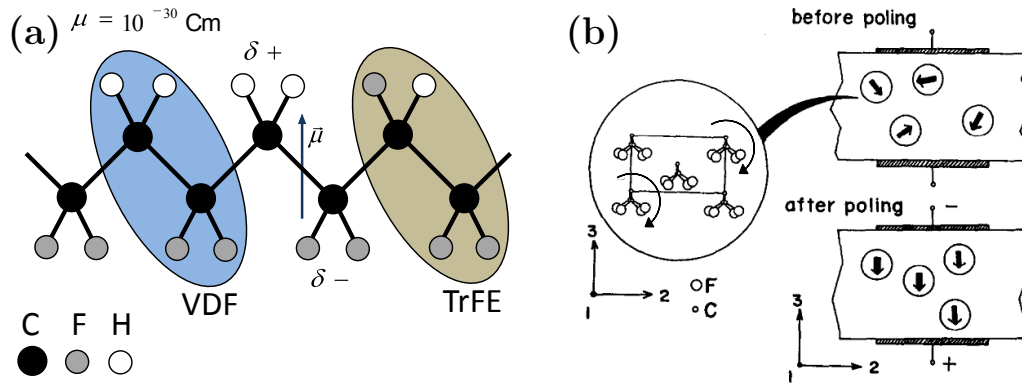 (a)
μ = 10 ⁻³⁰ Cm
δ +
μ̄
δ −
VDF
TrFE
C F H
(b)
before poling
after poling
−
+
3
2
1
F
C
3
2
1